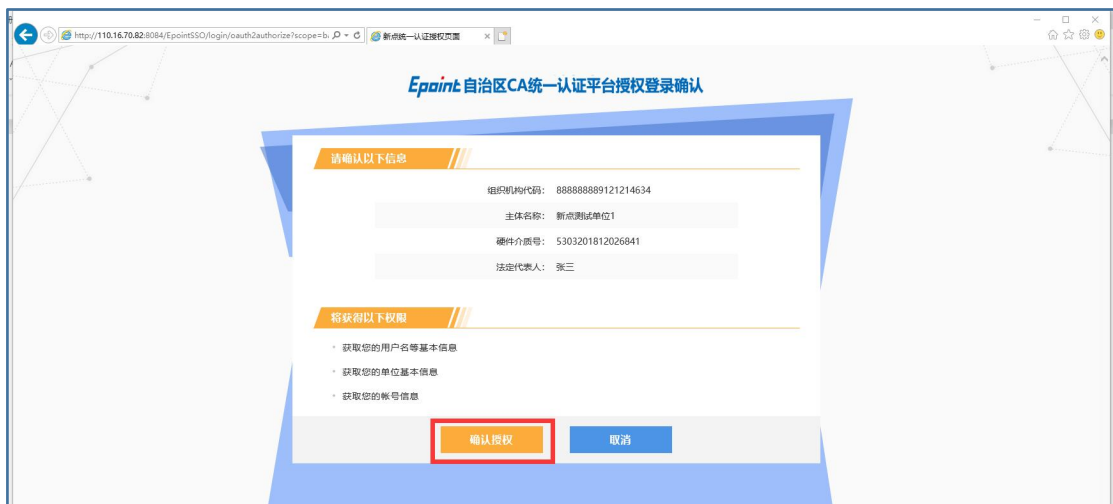 http://110.16.70.82:8084/EpointSSO/login/oauth2authorize?scope=b
新点统一认证授权页面
Epoint 自治区CA统一认证平台授权登录确认
请确认以下信息
组织机构代码: 888888889121214634
主体名称: 新点测试单位1
硬件介质号: 5303201812026841
法定代表人: 张三
将获得以下权限
获取您的用户名等基本信息
获取您的单位基本信息
获取您的帐号信息
确认授权 取消